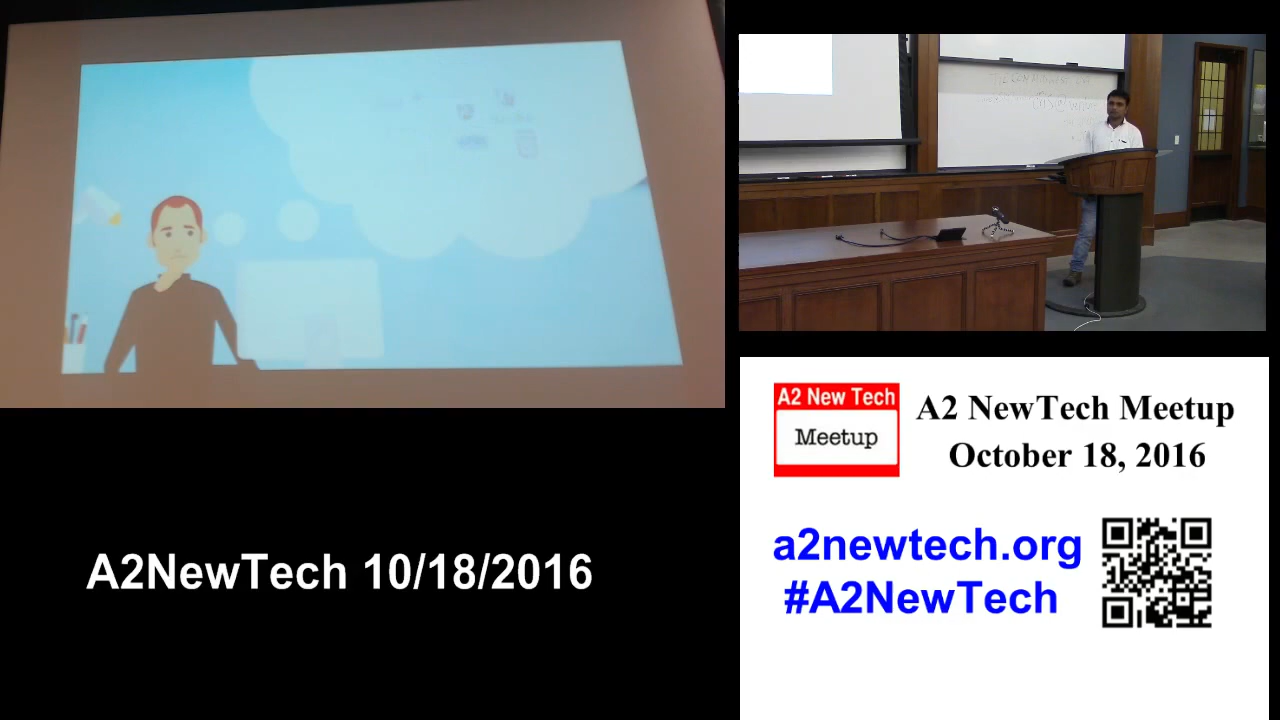 A2NewTech 10/18/2016
A2 New Tech
Meetup
A2 NewTech Meetup
October 18, 2016
a2newtech.org
#A2NewTech